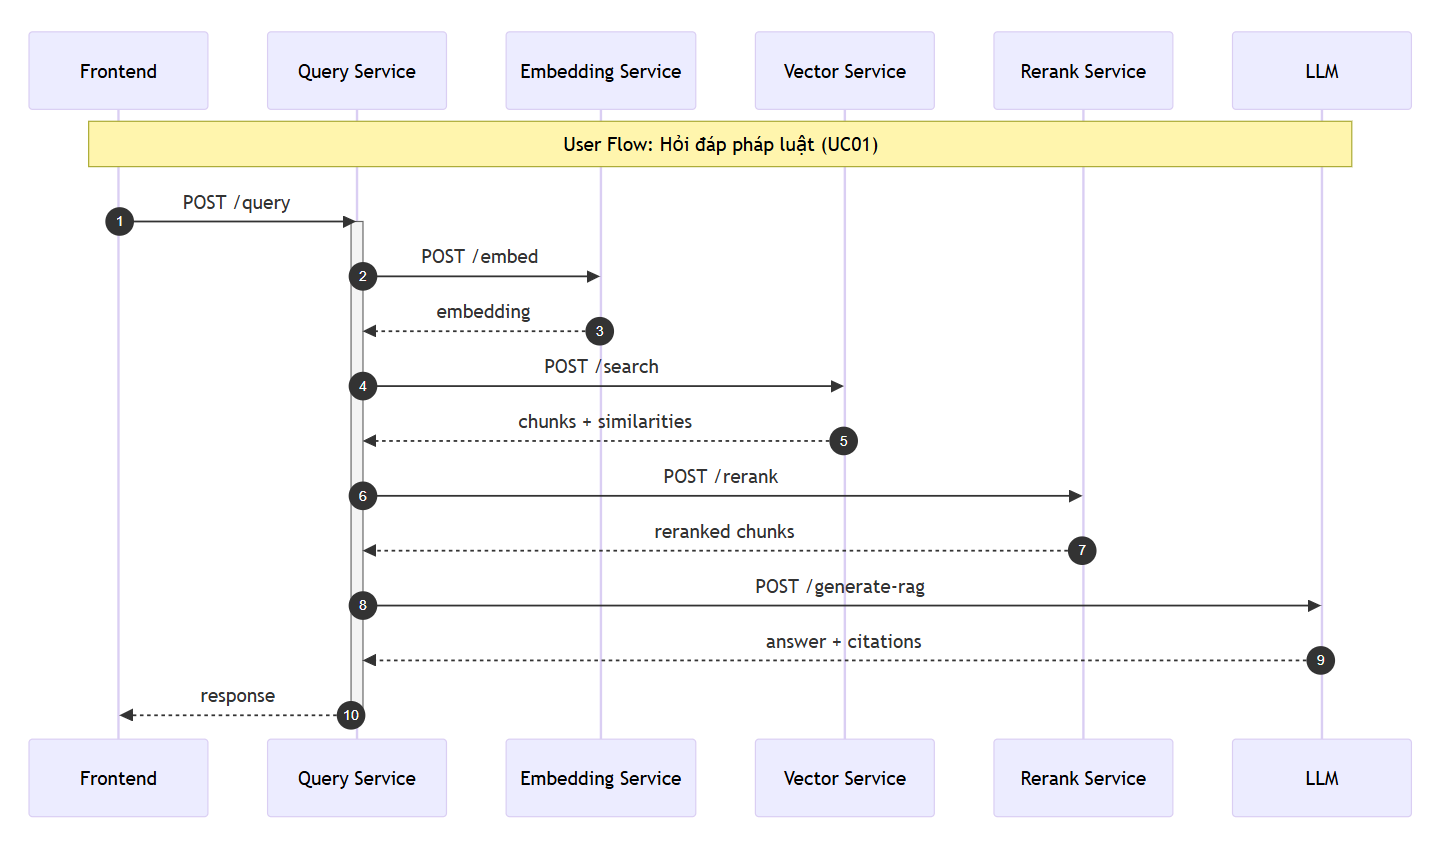 Frontend
Query Service
Embedding Service
Vector Service
Rerank Service
LLM
User Flow: Hỏi đáp pháp luật (UC01)
POST /query
1
POST /embed
2
embedding
3
POST /search
4
chunks + similarities
5
POST /rerank
6
reranked chunks
7
POST /generate-rag
8
answer + citations
9
response
10
Frontend
Query Service
Embedding Service
Vector Service
Rerank Service
LLM